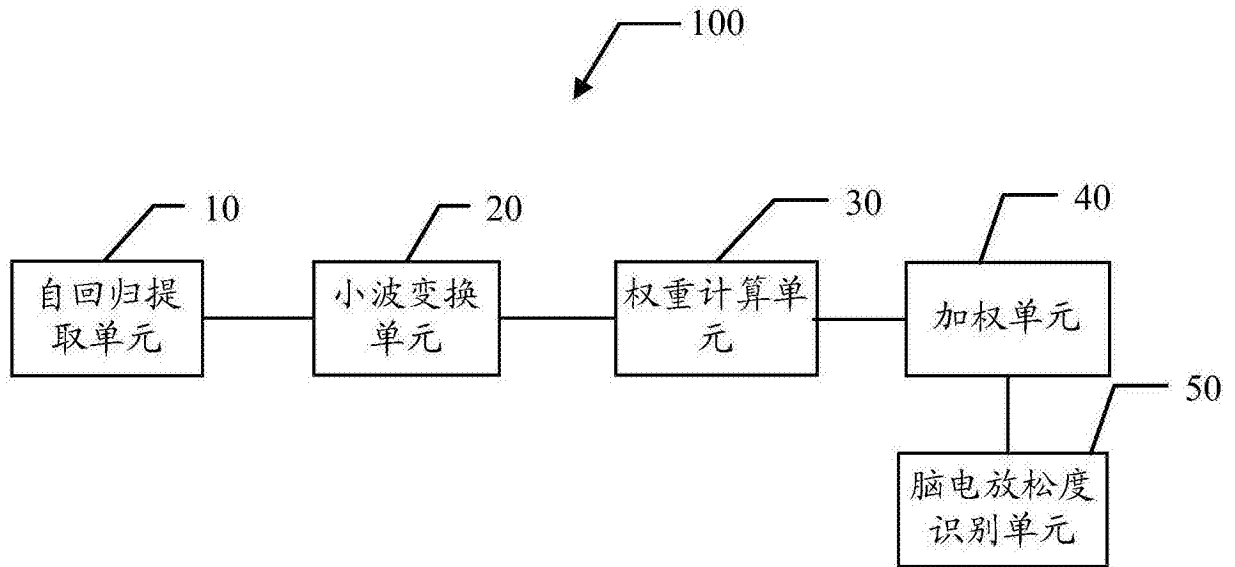 100
10
20
30
40
自回归提
取单元
小波变换
单元
权重计算单
元
加权单元
50
脑电放松度
识别单元